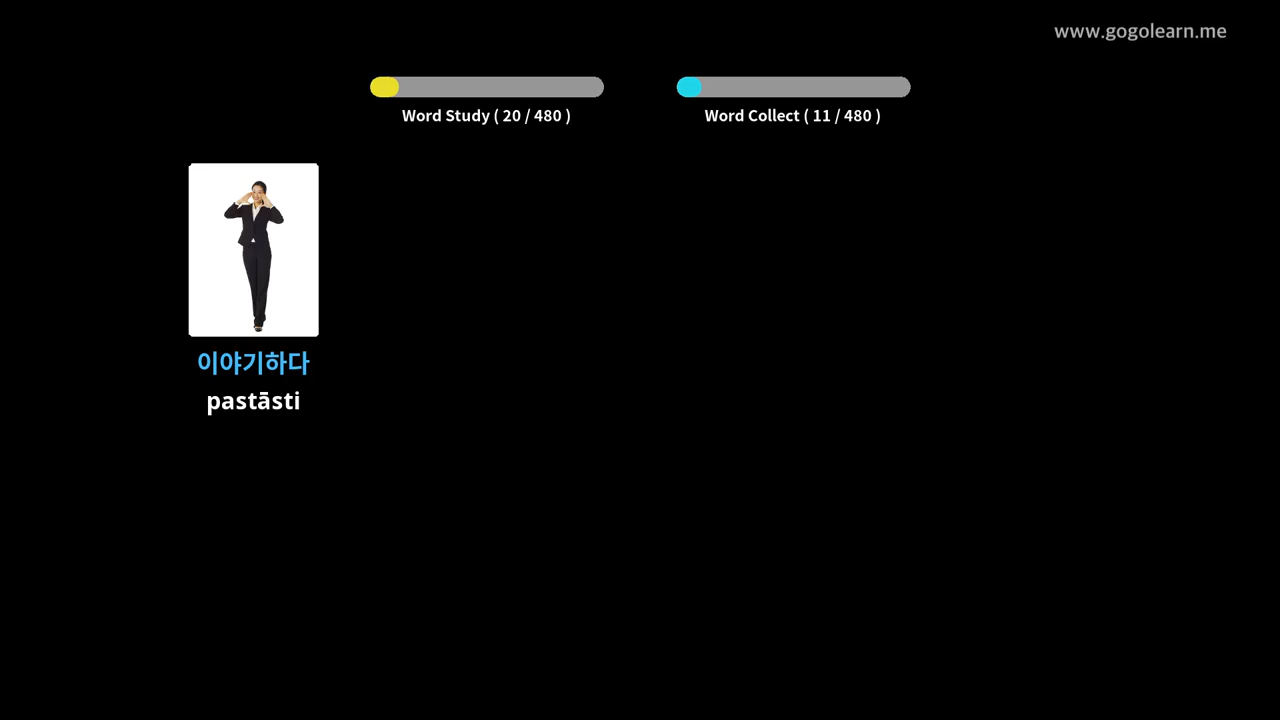 www.gogolearn.me
Word Study ( 20 / 480 )
Word Collect ( 11 / 480 )
이야기하다
pastāsti